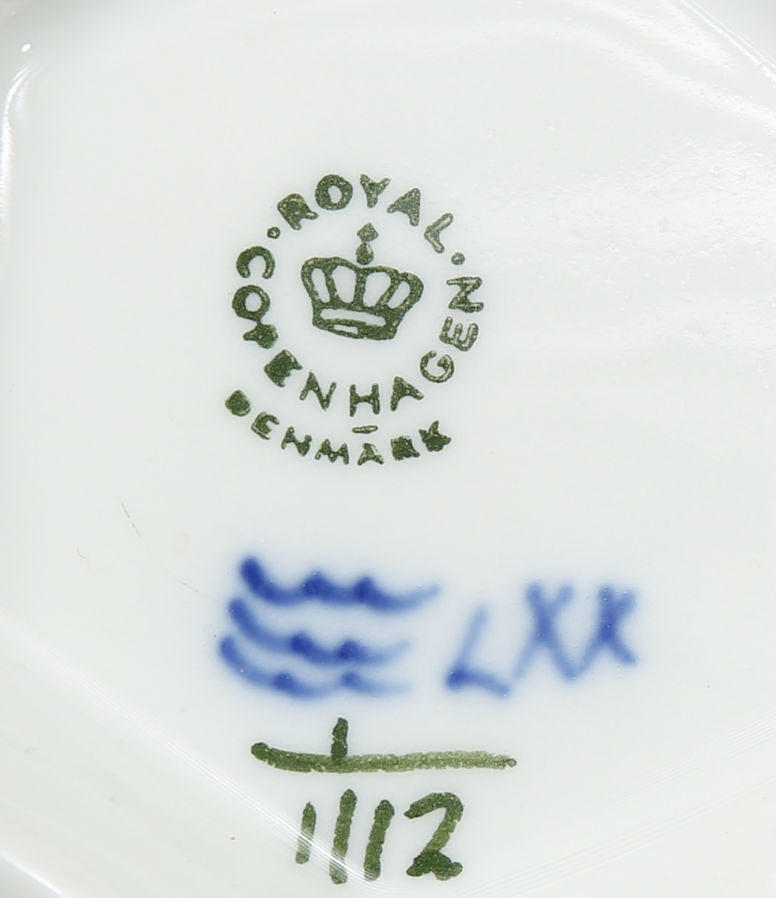 · ROYAL ·
COPENHAGEN
DENMARK
LXX
1
1112